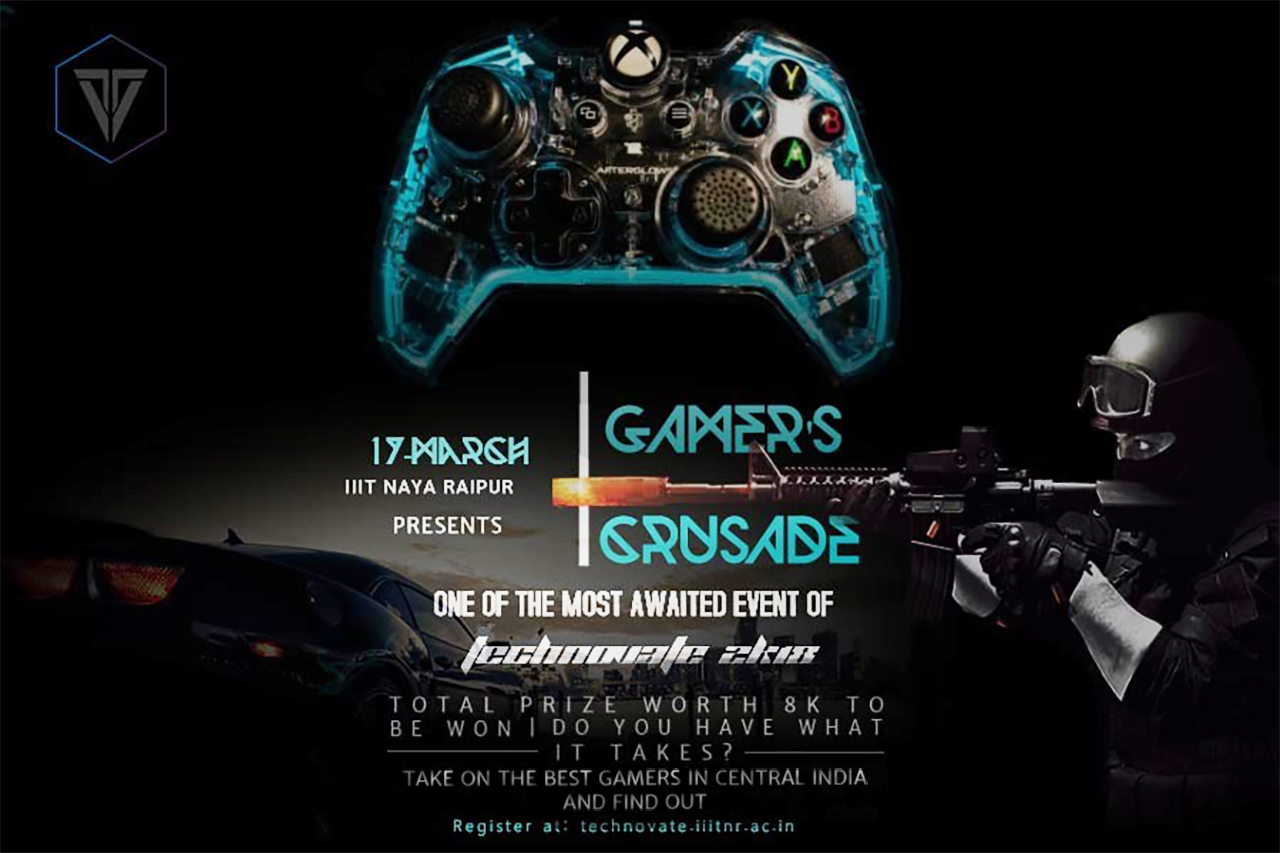 AFTERGLOW
Y
X
B
A
17-MARCH
IIIT NAYA RAIPUR
PRESENTS
GAMER'S
CRUSADE
ONE OF THE MOST AWAITED EVENT OF
TECHNOVATE 2K18
TOTAL PRIZE WORTH 8K TO
BE WON | DO YOU HAVE WHAT
IT TAKES?
TAKE ON THE BEST GAMERS IN CENTRAL INDIA
AND FIND OUT
Register at: technovate.iiitnr.ac.in